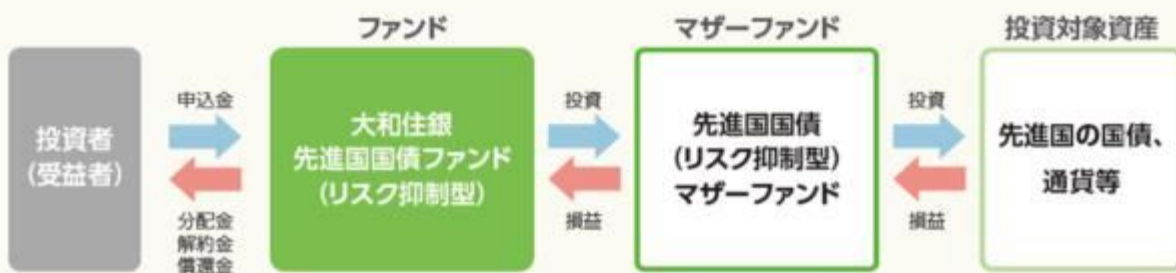 ファンド
マザーファンド
投資対象資産
投資者
(受益者)
申込金
分配金
解約金
償還金
大和住銀
先進国国債ファンド
(リスク抑制型)
投資
損益
先進国国債
(リスク抑制型)
マザーファンド
投資
損益
先進国の国債、
通貨等